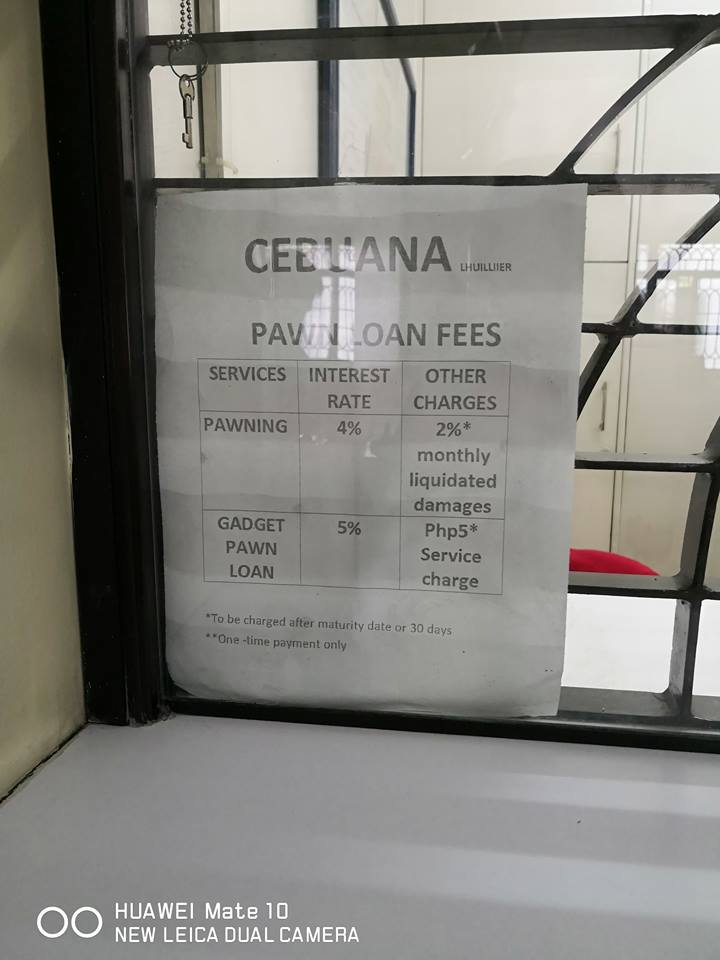 CEBUANA LHUILLIER
PAWN LOAN FEES
SERVICES INTEREST RATE OTHER CHARGES
PAWNING 4% 2%* monthly liquidated damages
GADGET PAWN LOAN 5% Php5* Service charge
*To be charged after maturity date or 30 days
**One -time payment only
HUAWEI Mate 10
NEW LEICA DUAL CAMERA